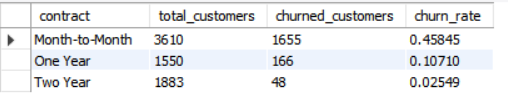 contract total_customers churned_customers churn_rate
Month-to-Month 3610 1655 0.45845
One Year 1550 166 0.10710
Two Year 1883 48 0.02549